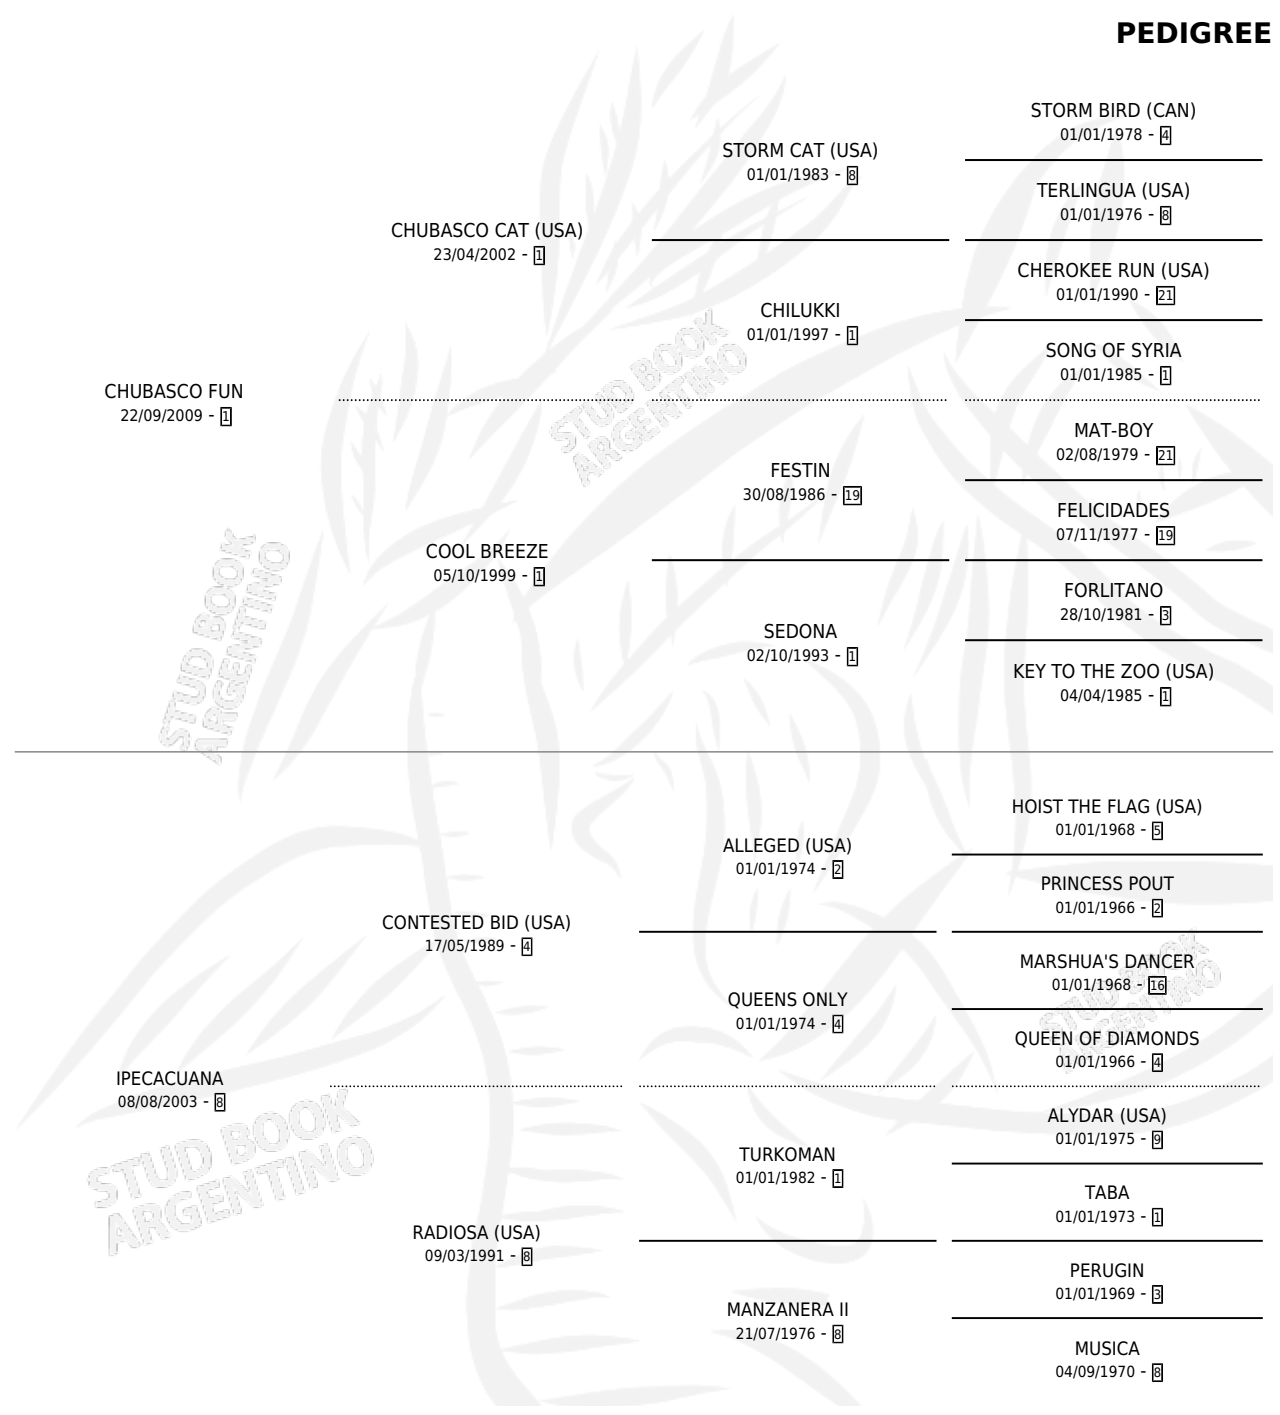 PEDIGREE
STORM BIRD (CAN)
01/01/1978 - 4
STORM CAT (USA)
01/01/1983 - 8
TERLINGUA (USA)
01/01/1976 - 8
CHUBASCO CAT (USA)
23/04/2002 - 1
CHEROKEE RUN (USA)
01/01/1990 - 21
CHILUKKI
01/01/1997 - 1
SONG OF SYRIA
01/01/1985 - 1
CHUBASCO FUN
22/09/2009 - 1
MAT-BOY
02/08/1979 - 21
FESTIN
30/08/1986 - 19
FELICIDADES
07/11/1977 - 19
COOL BREEZE
05/10/1999 - 1
FORLITANO
28/10/1981 - 3
SEDONA
02/10/1993 - 1
KEY TO THE ZOO (USA)
04/04/1985 - 1
HOIST THE FLAG (USA)
01/01/1968 - 5
ALLEGED (USA)
01/01/1974 - 2
PRINCESS POUT
01/01/1966 - 2
CONTESTED BID (USA)
17/05/1989 - 4
MARSHUA'S DANCER
01/01/1968 - 16
QUEENS ONLY
01/01/1974 - 4
QUEEN OF DIAMONDS
01/01/1966 - 4
IPECACUANA
08/08/2003 - 8
ALYDAR (USA)
01/01/1975 - 9
TURKOMAN
01/01/1982 - 1
TABA
01/01/1973 - 1
RADIOSA (USA)
09/03/1991 - 8
PERUGIN
01/01/1969 - 3
MANZANERA II
21/07/1976 - 8
MUSICA
04/09/1970 - 8
STUD BOOK
ARGENTINO
STUD BOOK
ARGENTINO
STUD BOOK
ARGENTINO
STUD BOOK
ARGENTINO